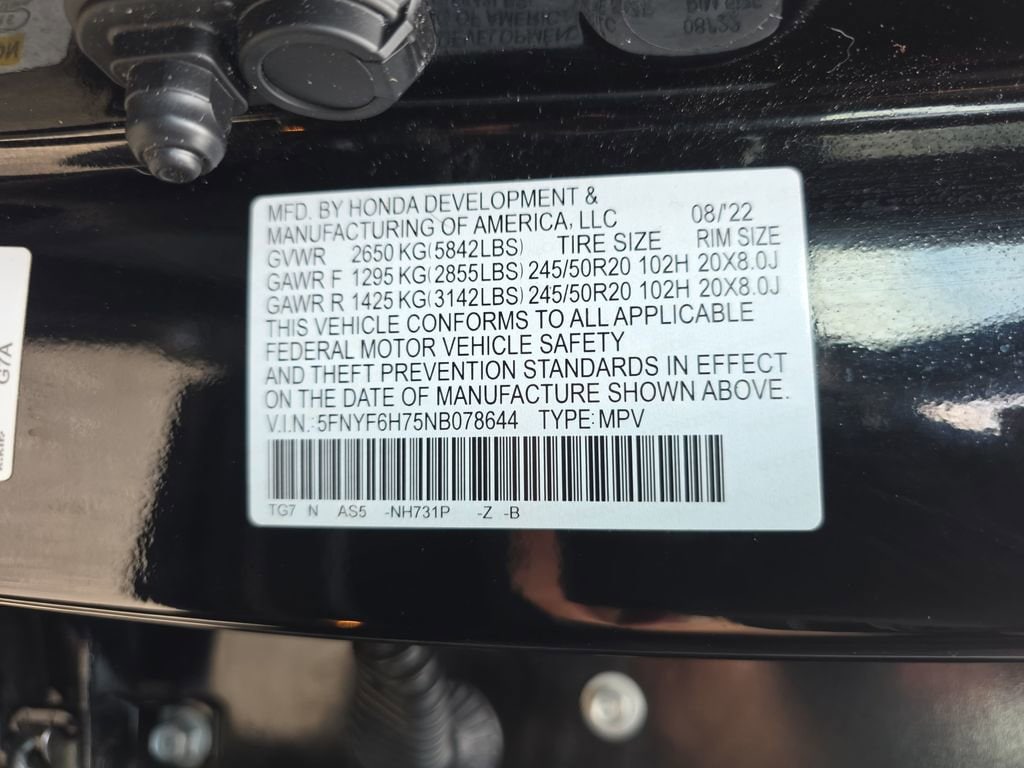 MFD. BY HONDA DEVELOPMENT &
MANUFACTURING OF AMERICA, LLC 08/'22
GVWR 2650 KG(5842LBS) TIRE SIZE RIM SIZE
GAWR F 1295 KG(2855LBS) 245/50R20 102H 20X8.0J
GAWR R 1425 KG(3142LBS) 245/50R20 102H 20X8.0J
THIS VEHICLE CONFORMS TO ALL APPLICABLE
FEDERAL MOTOR VEHICLE SAFETY
AND THEFT PREVENTION STANDARDS IN EFFECT
ON THE DATE OF MANUFACTURE SHOWN ABOVE.
V.I.N.:5FNYF6H75NB078644 TYPE:MPV
TG7 N AS5 -NH731P -Z -B
G7A